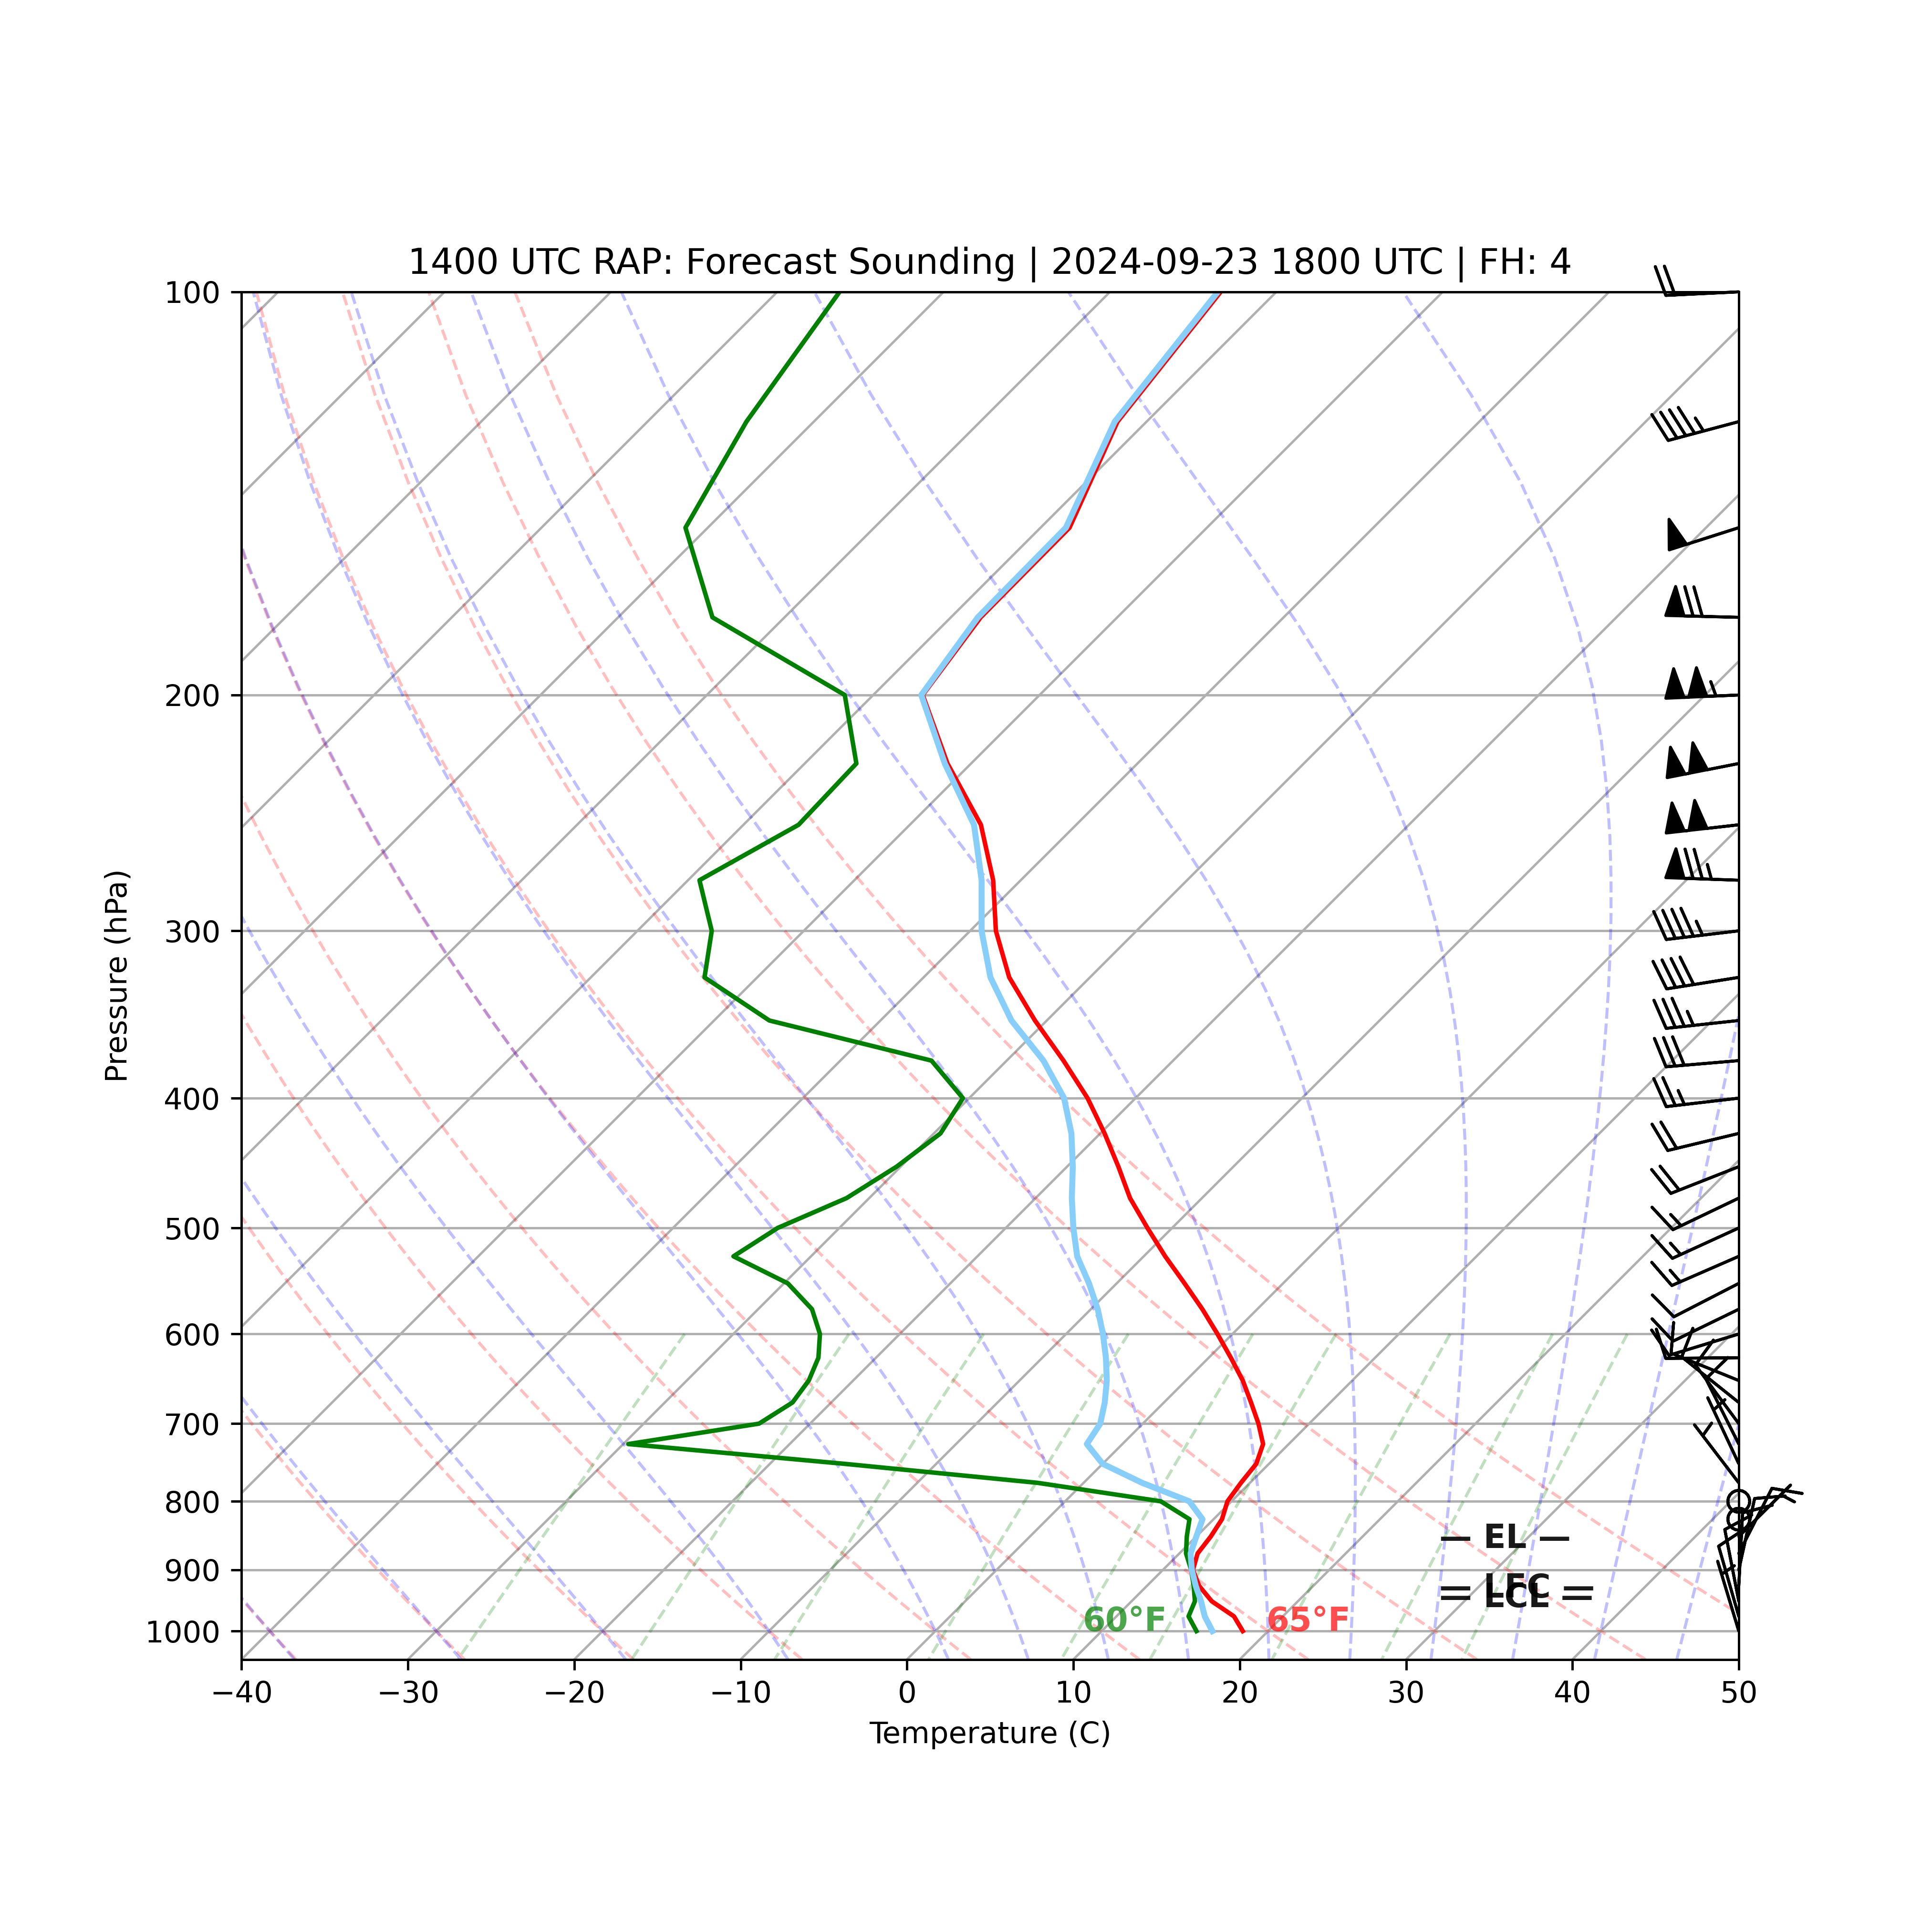 1400 UTC RAP: Forecast Sounding | 2024-09-23 1800 UTC | FH: 4
100
200
300
400
500
600
700
800
900
1000
Pressure (hPa)
— EL —
— LFC —
— LCL —
60°F
65°F
−40 −30 −20 −10 0 10 20 30 40 50
Temperature (C)